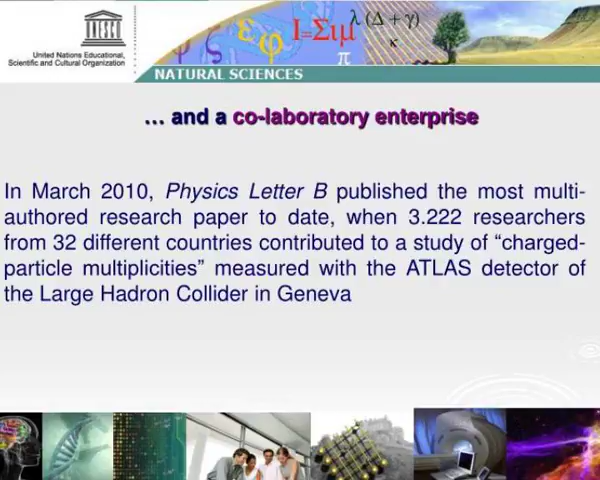 United Nations Educational,
Scientific and Cultural Organization
εφς I=Σiμ λ (Δ + γ)
κ
π
NATURAL SCIENCES
… and a co-laboratory enterprise
In March 2010, Physics Letter B published the most multi-
authored research paper to date, when 3.222 researchers
from 32 different countries contributed to a study of “charged-
particle multiplicities” measured with the ATLAS detector of
the Large Hadron Collider in Geneva